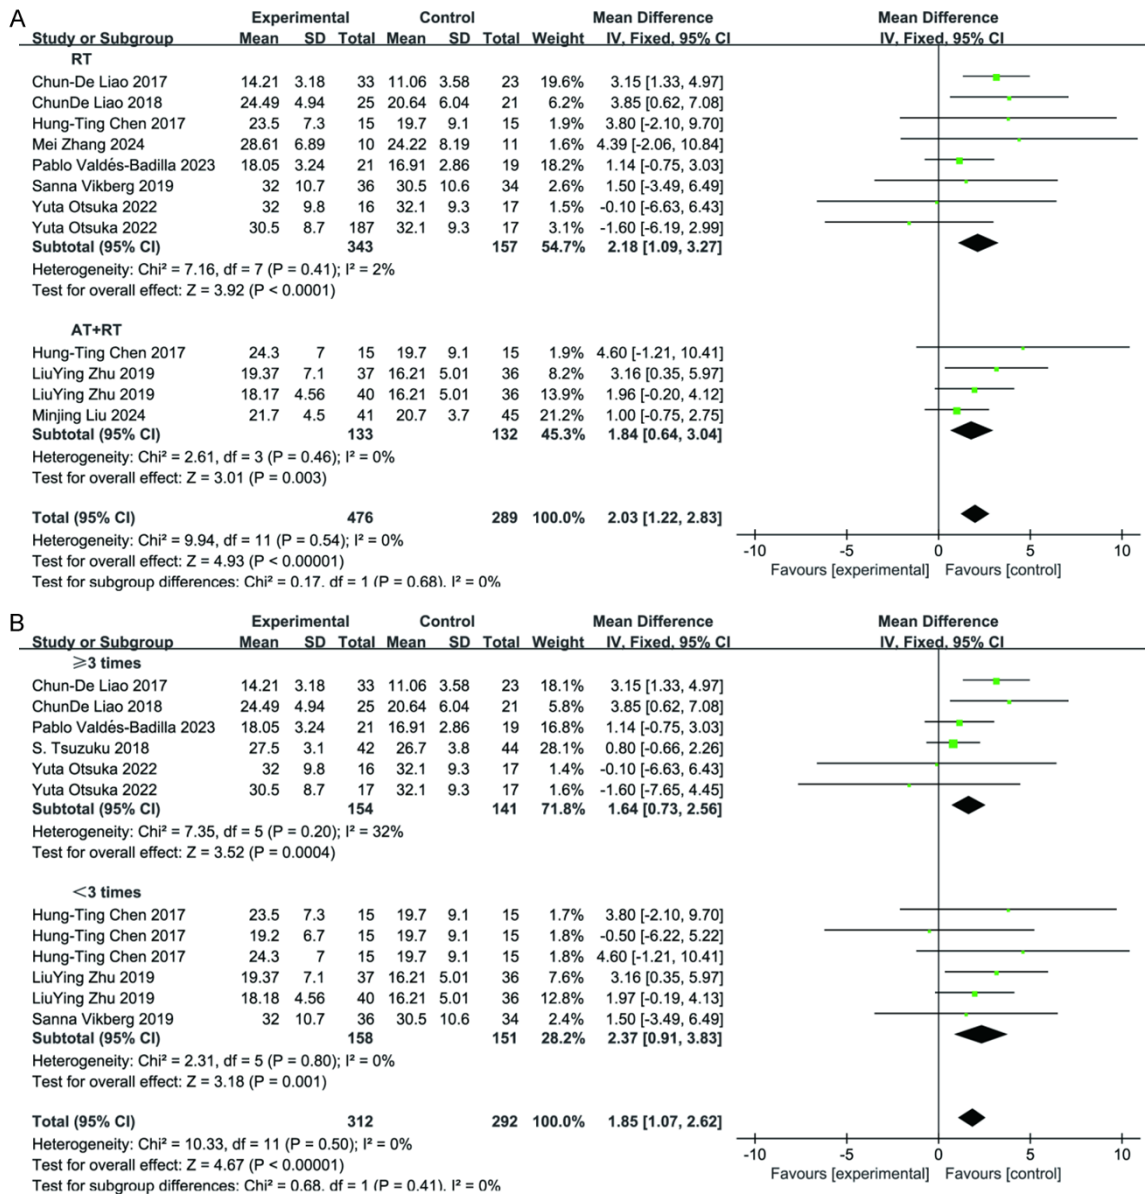 A
Experimental Control Mean Difference Mean Difference
Study or Subgroup Mean SD Total Mean SD Total Weight IV, Fixed, 95% CI IV, Fixed, 95% CI
RT
Chun-De Liao 2017 14.21 3.18 33 11.06 3.58 23 19.6% 3.15 [1.33, 4.97]
ChunDe Liao 2018 24.49 4.94 25 20.64 6.04 21 6.2% 3.85 [0.62, 7.08]
Hung-Ting Chen 2017 23.5 7.3 15 19.7 9.1 15 1.9% 3.80 [-2.10, 9.70]
Mei Zhang 2024 28.61 6.89 10 24.22 8.19 11 1.6% 4.39 [-2.06, 10.84]
Pablo Valdés-Badilla 2023 18.05 3.24 21 16.91 2.86 19 18.2% 1.14 [-0.75, 3.03]
Sanna Vikberg 2019 32 10.7 36 30.5 10.6 34 2.6% 1.50 [-3.49, 6.49]
Yuta Otsuka 2022 32 9.8 16 32.1 9.3 17 1.5% -0.10 [-6.63, 6.43]
Yuta Otsuka 2022 30.5 8.7 187 32.1 9.3 17 3.1% -1.60 [-6.19, 2.99]
Subtotal (95% CI) 343 157 54.7% 2.18 [1.09, 3.27]
Heterogeneity: Chi² = 7.16, df = 7 (P = 0.41); I² = 2%
Test for overall effect: Z = 3.92 (P < 0.0001)
AT+RT
Hung-Ting Chen 2017 24.3 7 15 19.7 9.1 15 1.9% 4.60 [-1.21, 10.41]
LiuYing Zhu 2019 19.37 7.1 37 16.21 5.01 36 8.2% 3.16 [0.35, 5.97]
LiuYing Zhu 2019 18.17 4.56 40 16.21 5.01 36 13.9% 1.96 [-0.20, 4.12]
Minjing Liu 2024 21.7 4.5 41 20.7 3.7 45 21.2% 1.00 [-0.75, 2.75]
Subtotal (95% CI) 133 132 45.3% 1.84 [0.64, 3.04]
Heterogeneity: Chi² = 2.61, df = 3 (P = 0.46); I² = 0%
Test for overall effect: Z = 3.01 (P = 0.003)
Total (95% CI) 476 289 100.0% 2.03 [1.22, 2.83]
Heterogeneity: Chi² = 9.94, df = 11 (P = 0.54); I² = 0%
-10 -5 0 5 10
Test for overall effect: Z = 4.93 (P < 0.00001)
Favours [experimental] Favours [control]
Test for subgroup differences: Chi² = 0.17, df = 1 (P = 0.68), I² = 0%
B
Experimental Control Mean Difference Mean Difference
Study or Subgroup Mean SD Total Mean SD Total Weight IV, Fixed, 95% CI IV, Fixed, 95% CI
≥3 times
Chun-De Liao 2017 14.21 3.18 33 11.06 3.58 23 18.1% 3.15 [1.33, 4.97]
ChunDe Liao 2018 24.49 4.94 25 20.64 6.04 21 5.8% 3.85 [0.62, 7.08]
Pablo Valdés-Badilla 2023 18.05 3.24 21 16.91 2.86 19 16.8% 1.14 [-0.75, 3.03]
S. Tsuzuku 2018 27.5 3.1 42 26.7 3.8 44 28.1% 0.80 [-0.66, 2.26]
Yuta Otsuka 2022 32 9.8 16 32.1 9.3 17 1.4% -0.10 [-6.63, 6.43]
Yuta Otsuka 2022 30.5 8.7 17 32.1 9.3 17 1.6% -1.60 [-7.65, 4.45]
Subtotal (95% CI) 154 141 71.8% 1.64 [0.73, 2.56]
Heterogeneity: Chi² = 7.35, df = 5 (P = 0.20); I² = 32%
Test for overall effect: Z = 3.52 (P = 0.0004)
<3 times
Hung-Ting Chen 2017 23.5 7.3 15 19.7 9.1 15 1.7% 3.80 [-2.10, 9.70]
Hung-Ting Chen 2017 19.2 6.7 15 19.7 9.1 15 1.8% -0.50 [-6.22, 5.22]
Hung-Ting Chen 2017 24.3 7 15 19.7 9.1 15 1.8% 4.60 [-1.21, 10.41]
LiuYing Zhu 2019 19.37 7.1 37 16.21 5.01 36 7.6% 3.16 [0.35, 5.97]
LiuYing Zhu 2019 18.18 4.56 40 16.21 5.01 36 12.8% 1.97 [-0.19, 4.13]
Sanna Vikberg 2019 32 10.7 36 30.5 10.6 34 2.4% 1.50 [-3.49, 6.49]
Subtotal (95% CI) 158 151 28.2% 2.37 [0.91, 3.83]
Heterogeneity: Chi² = 2.31, df = 5 (P = 0.80); I² = 0%
Test for overall effect: Z = 3.18 (P = 0.001)
Total (95% CI) 312 292 100.0% 1.85 [1.07, 2.62]
Heterogeneity: Chi² = 10.33, df = 11 (P = 0.50); I² = 0%
-10 -5 0 5 10
Test for overall effect: Z = 4.67 (P < 0.00001)
Favours [experimental] Favours [control]
Test for subgroup differences: Chi² = 0.68, df = 1 (P = 0.41), I² = 0%